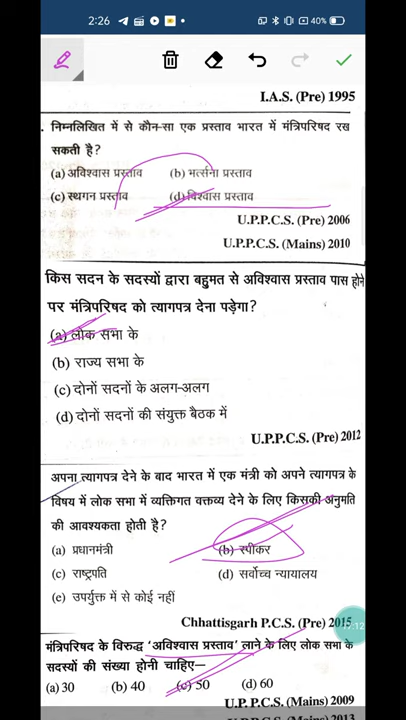 2:26
40%
I.A.S. (Pre) 1995
. निम्नलिखित में से कौन-सा एक प्रस्ताव भारत में मंत्रिपरिषद रख
सकती है?
(a) अविश्वास प्रस्ताव (b) भर्त्सना प्रस्ताव
(c) स्थगन प्रस्ताव (d) विश्वास प्रस्ताव
U.P.P.C.S. (Pre) 2006
U.P.P.C.S. (Mains) 2010
किस सदन के सदस्यों द्वारा बहुमत से अविश्वास प्रस्ताव पास होने
पर मंत्रिपरिषद को त्यागपत्र देना पड़ेगा?
(a) लोक सभा के
(b) राज्य सभा के
(c) दोनों सदनों के अलग-अलग
(d) दोनों सदनों की संयुक्त बैठक में
U.P.P.C.S. (Pre) 2012
अपना त्यागपत्र देने के बाद भारत में एक मंत्री को अपने त्यागपत्र के
विषय में लोक सभा में व्यक्तिगत वक्तव्य देने के लिए किसकी अनुमति
की आवश्यकता होती है?
(a) प्रधानमंत्री (b) स्पीकर
(c) राष्ट्रपति (d) सर्वोच्च न्यायालय
(e) उपर्युक्त में से कोई नहीं
Chhattisgarh P.C.S. (Pre) 2015
मंत्रिपरिषद के विरुद्ध 'अविश्वास प्रस्ताव' लाने के लिए लोक सभा के
सदस्यों की संख्या होनी चाहिए—
(a) 30 (b) 40 (c) 50 (d) 60
U.P. P.C.S. (Mains) 2009